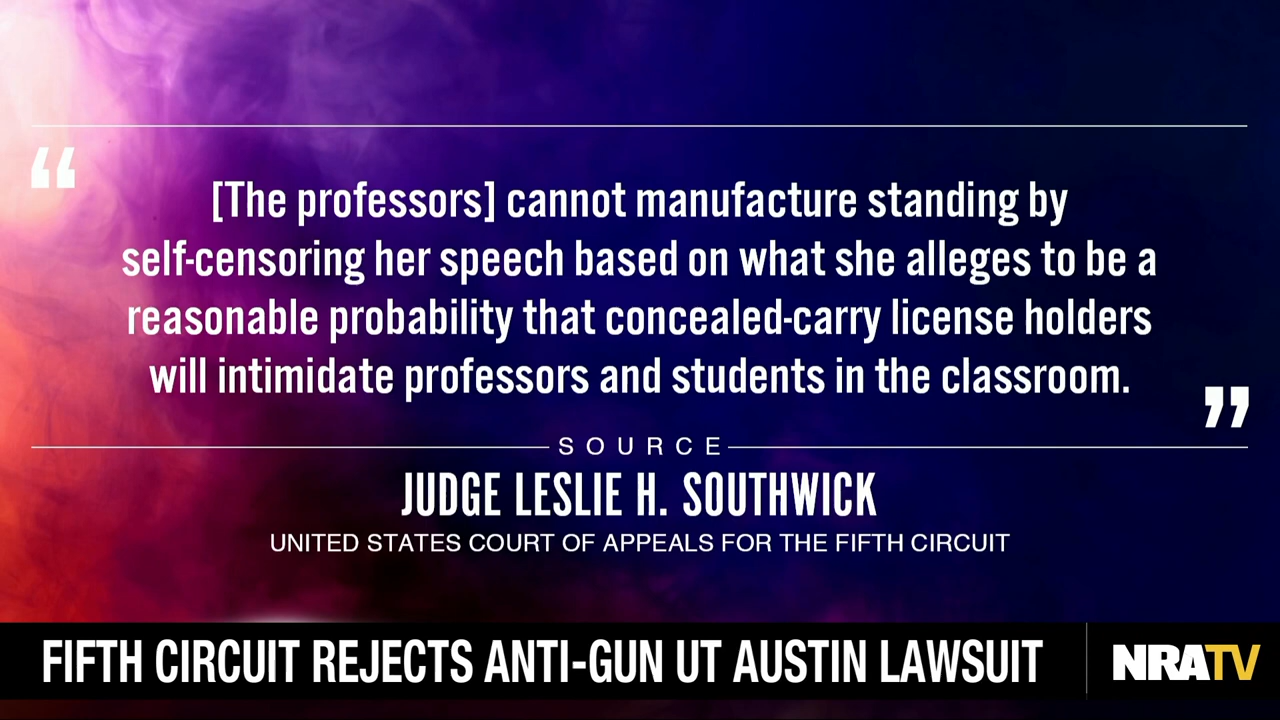 “
[The professors] cannot manufacture standing by
self-censoring her speech based on what she alleges to be a
reasonable probability that concealed-carry license holders
will intimidate professors and students in the classroom.
”
SOURCE
JUDGE LESLIE H. SOUTHWICK
UNITED STATES COURT OF APPEALS FOR THE FIFTH CIRCUIT
FIFTH CIRCUIT REJECTS ANTI-GUN UT AUSTIN LAWSUIT
NRATV